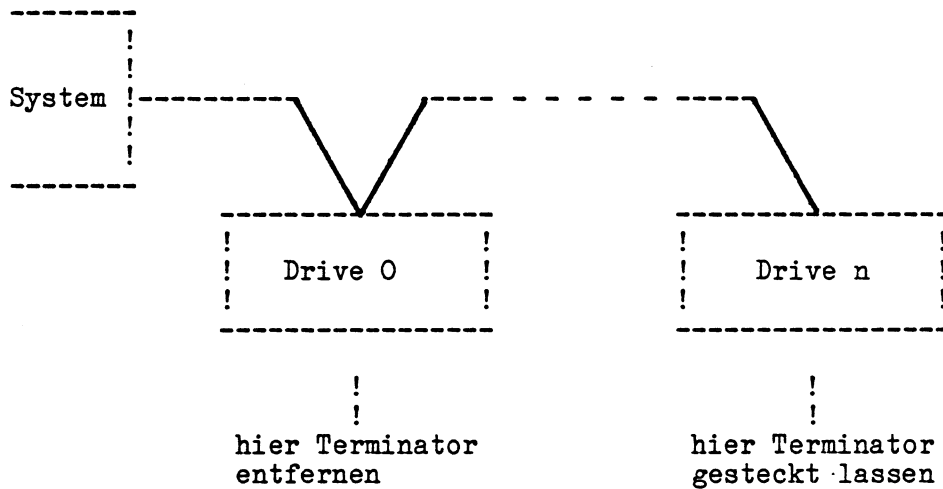 System
Drive 0
Drive n
hier Terminator
entfernen
hier Terminator
gesteckt lassen